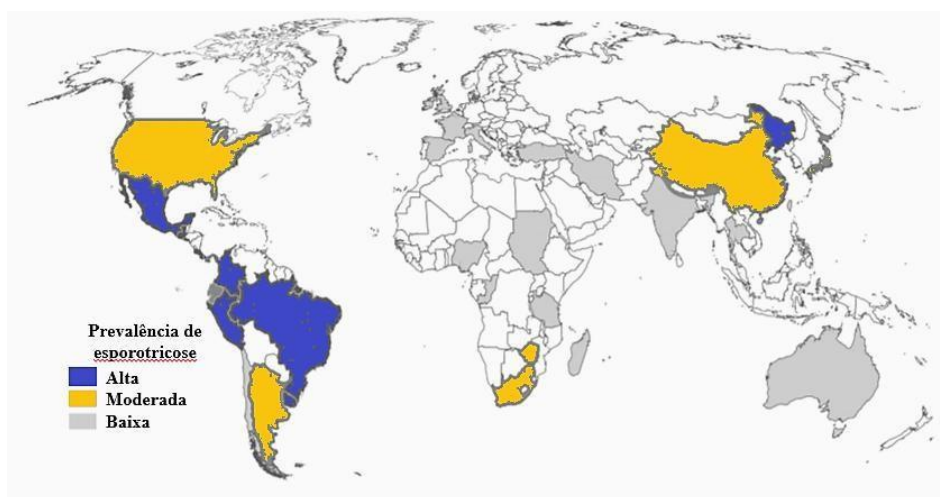 Prevalência de
esporotricose
Alta
Moderada
Baixa